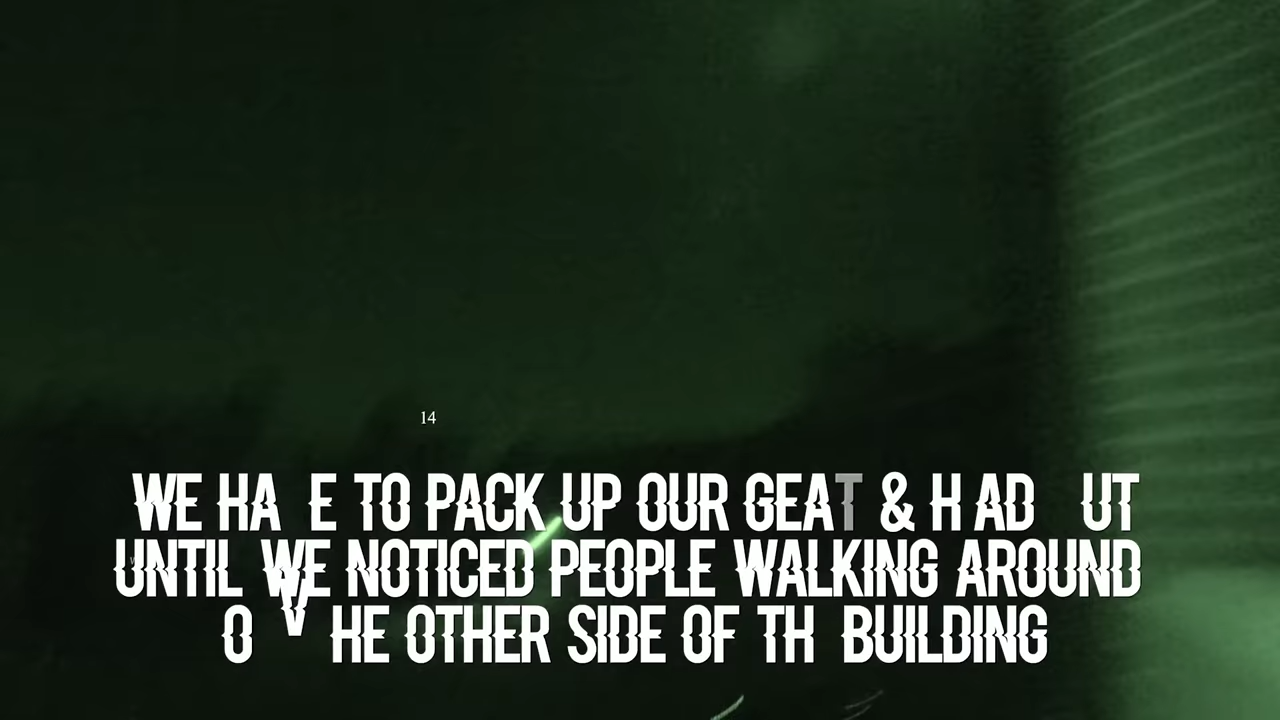 14
WE HA E TO PACK UP OUR GEAT & H AD UT
UNTIL WE NOTICED PEOPLE WALKING AROUND
O V HE OTHER SIDE OF TH BUILDING